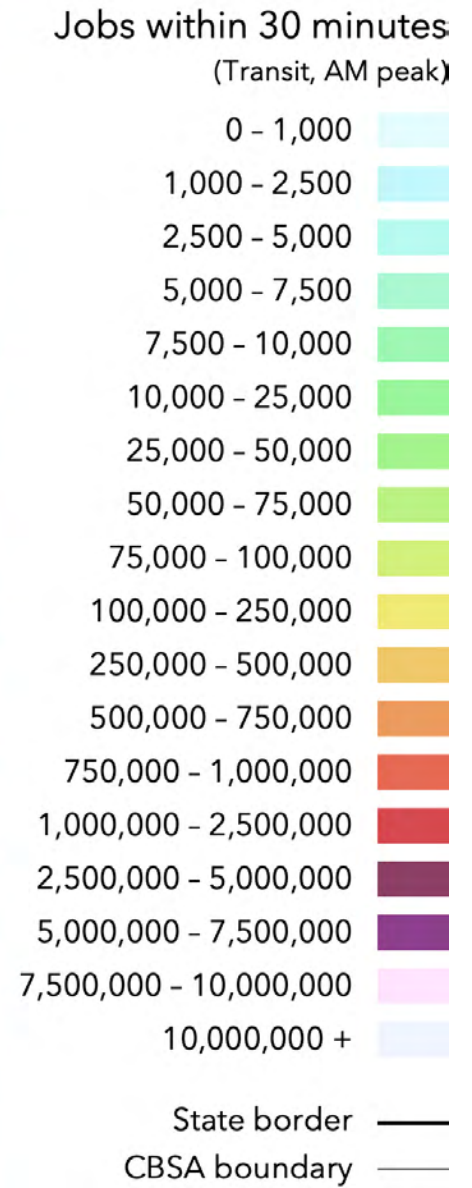 Jobs within 30 minutes
(Transit, AM peak)
0 – 1,000
1,000 – 2,500
2,500 – 5,000
5,000 – 7,500
7,500 – 10,000
10,000 – 25,000
25,000 – 50,000
50,000 – 75,000
75,000 – 100,000
100,000 – 250,000
250,000 – 500,000
500,000 – 750,000
750,000 – 1,000,000
1,000,000 – 2,500,000
2,500,000 – 5,000,000
5,000,000 – 7,500,000
7,500,000 – 10,000,000
10,000,000 +
State border
CBSA boundary